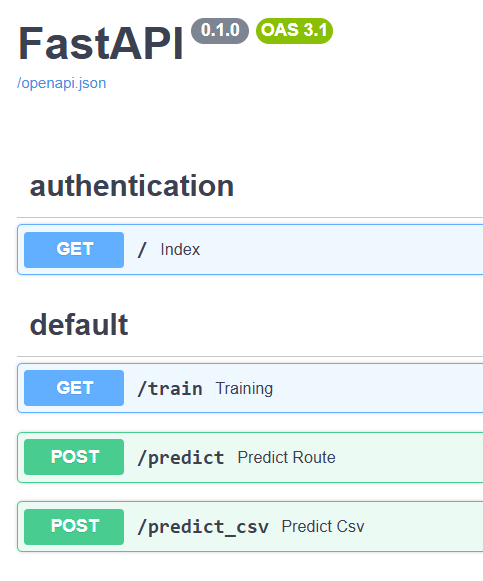 FastAPI 0.1.0 OAS 3.1
/openapi.json
authentication
GET / Index
default
GET /train Training
POST /predict Predict Route
POST /predict_csv Predict Csv